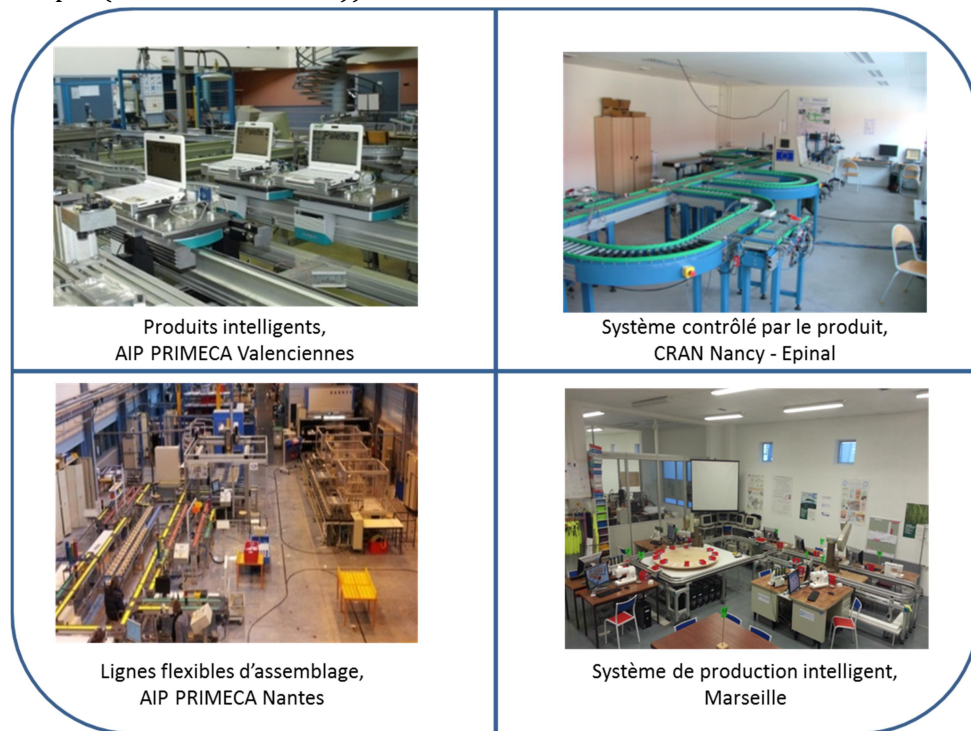 Produits intelligents,
AIP PRIMECA Valenciennes
Système contrôlé par le produit,
CRAN Nancy - Epinal
Lignes flexibles d’assemblage,
AIP PRIMECA Nantes
Système de production intelligent,
Marseille